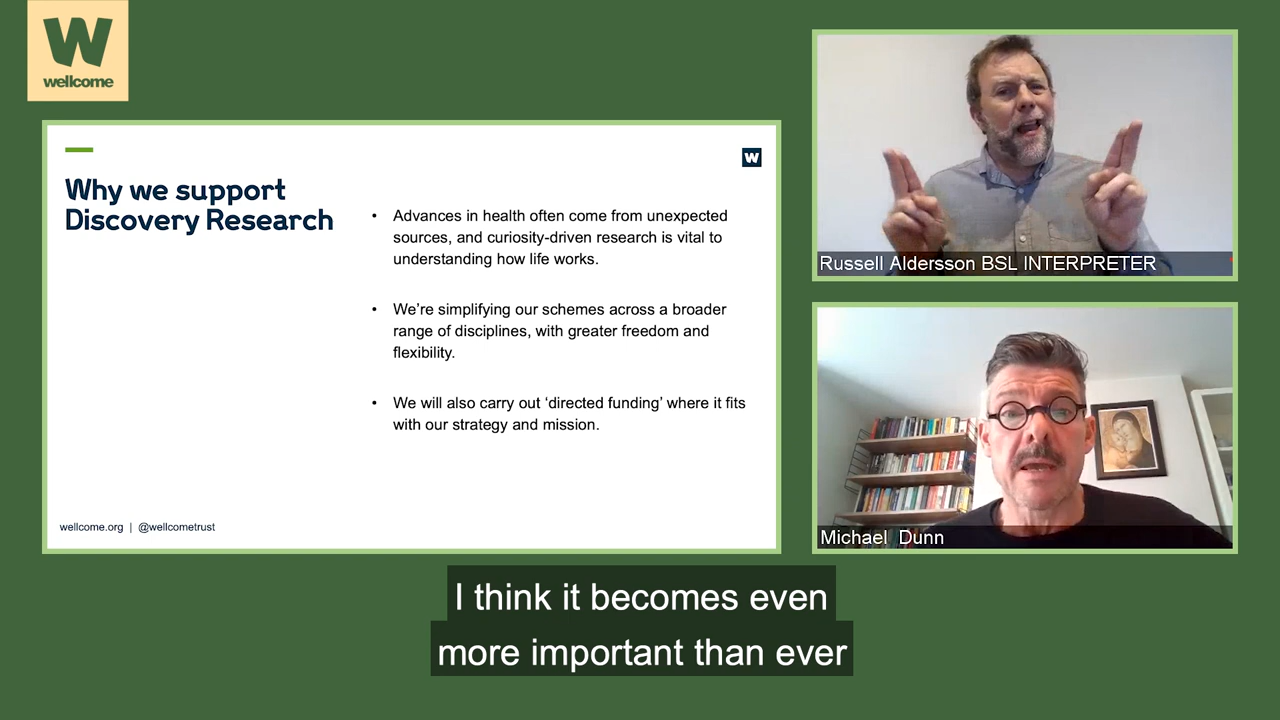 W
wellcome
W
Why we support
Discovery Research
• Advances in health often come from unexpected
sources, and curiosity-driven research is vital to
understanding how life works.
• We’re simplifying our schemes across a broader
range of disciplines, with greater freedom and
flexibility.
• We will also carry out ‘directed funding’ where it fits
with our strategy and mission.
wellcome.org | @wellcometrust
Russell Aldersson BSL INTERPRETER
Michael Dunn
I think it becomes even
more important than ever